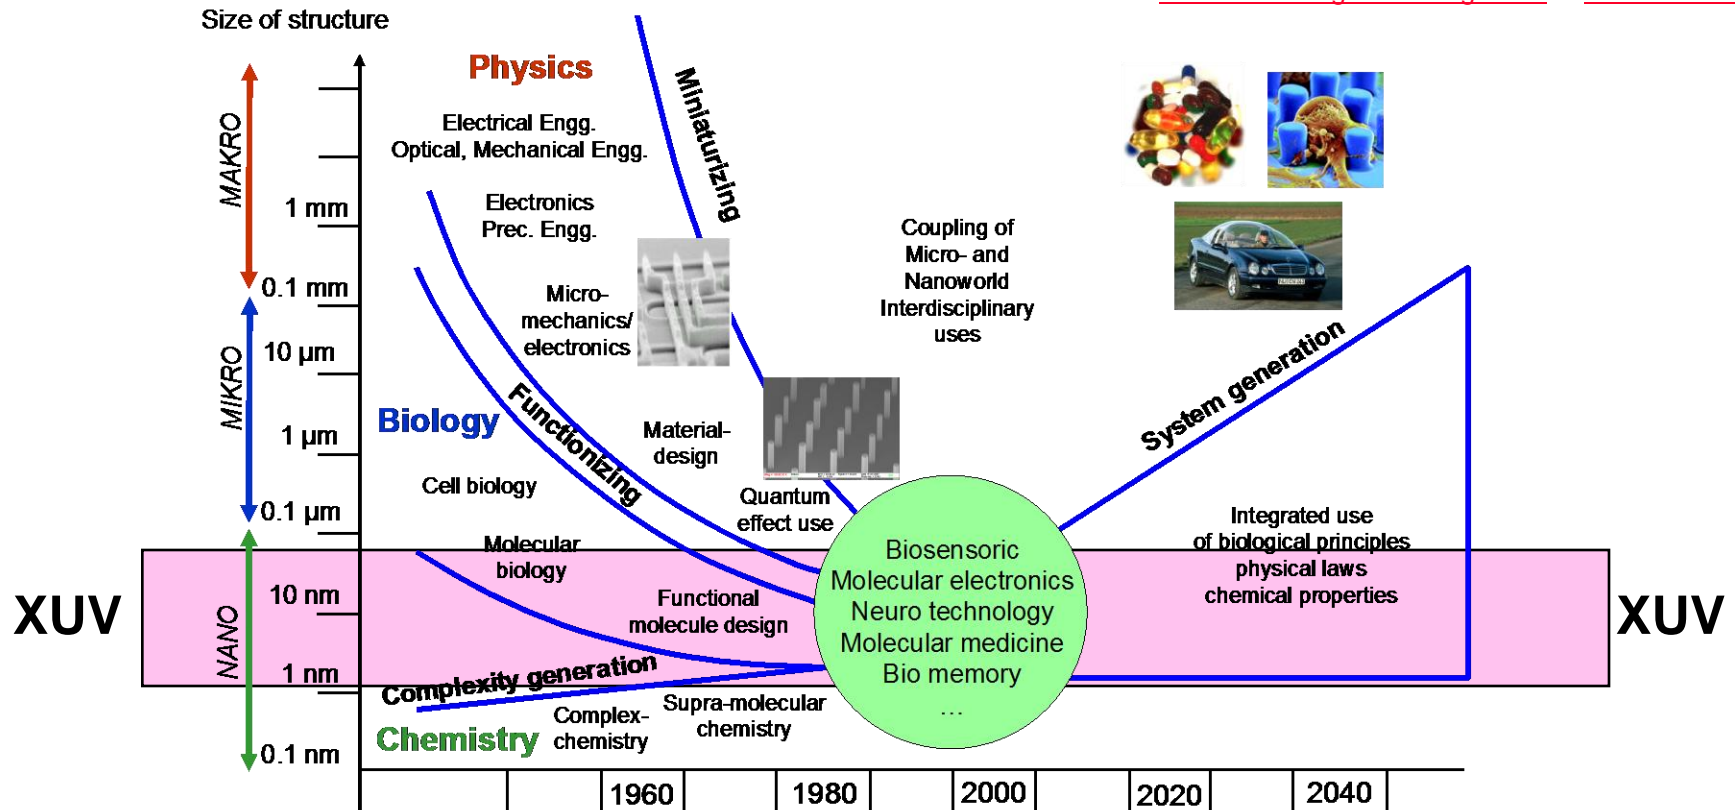 Size of structure
MAKRO
MIKRO
NANO
1 mm
0.1 mm
10 µm
1 µm
0.1 µm
10 nm
1 nm
0.1 nm
XUV
Physics
Electrical Engg.
Optical, Mechanical Engg.
Electronics
Prec. Engg.
Micro-
mechanics/
electronics
Miniaturizing
Biology
Functionizing
Cell biology
Material-
design
Quantum
effect use
Molecular
biology
Functional
molecule design
Complexity generation
Chemistry
Complex-
chemistry
Supra-molecular
chemistry
Coupling of
Micro- and
Nanoworld
Interdisciplinary
uses
Biosensoric
Molecular electronics
Neuro technology
Molecular medicine
Bio memory
...
System generation
Integrated use
of biological principles
physical laws
chemical properties
XUV
1960
1980
2000
2020
2040